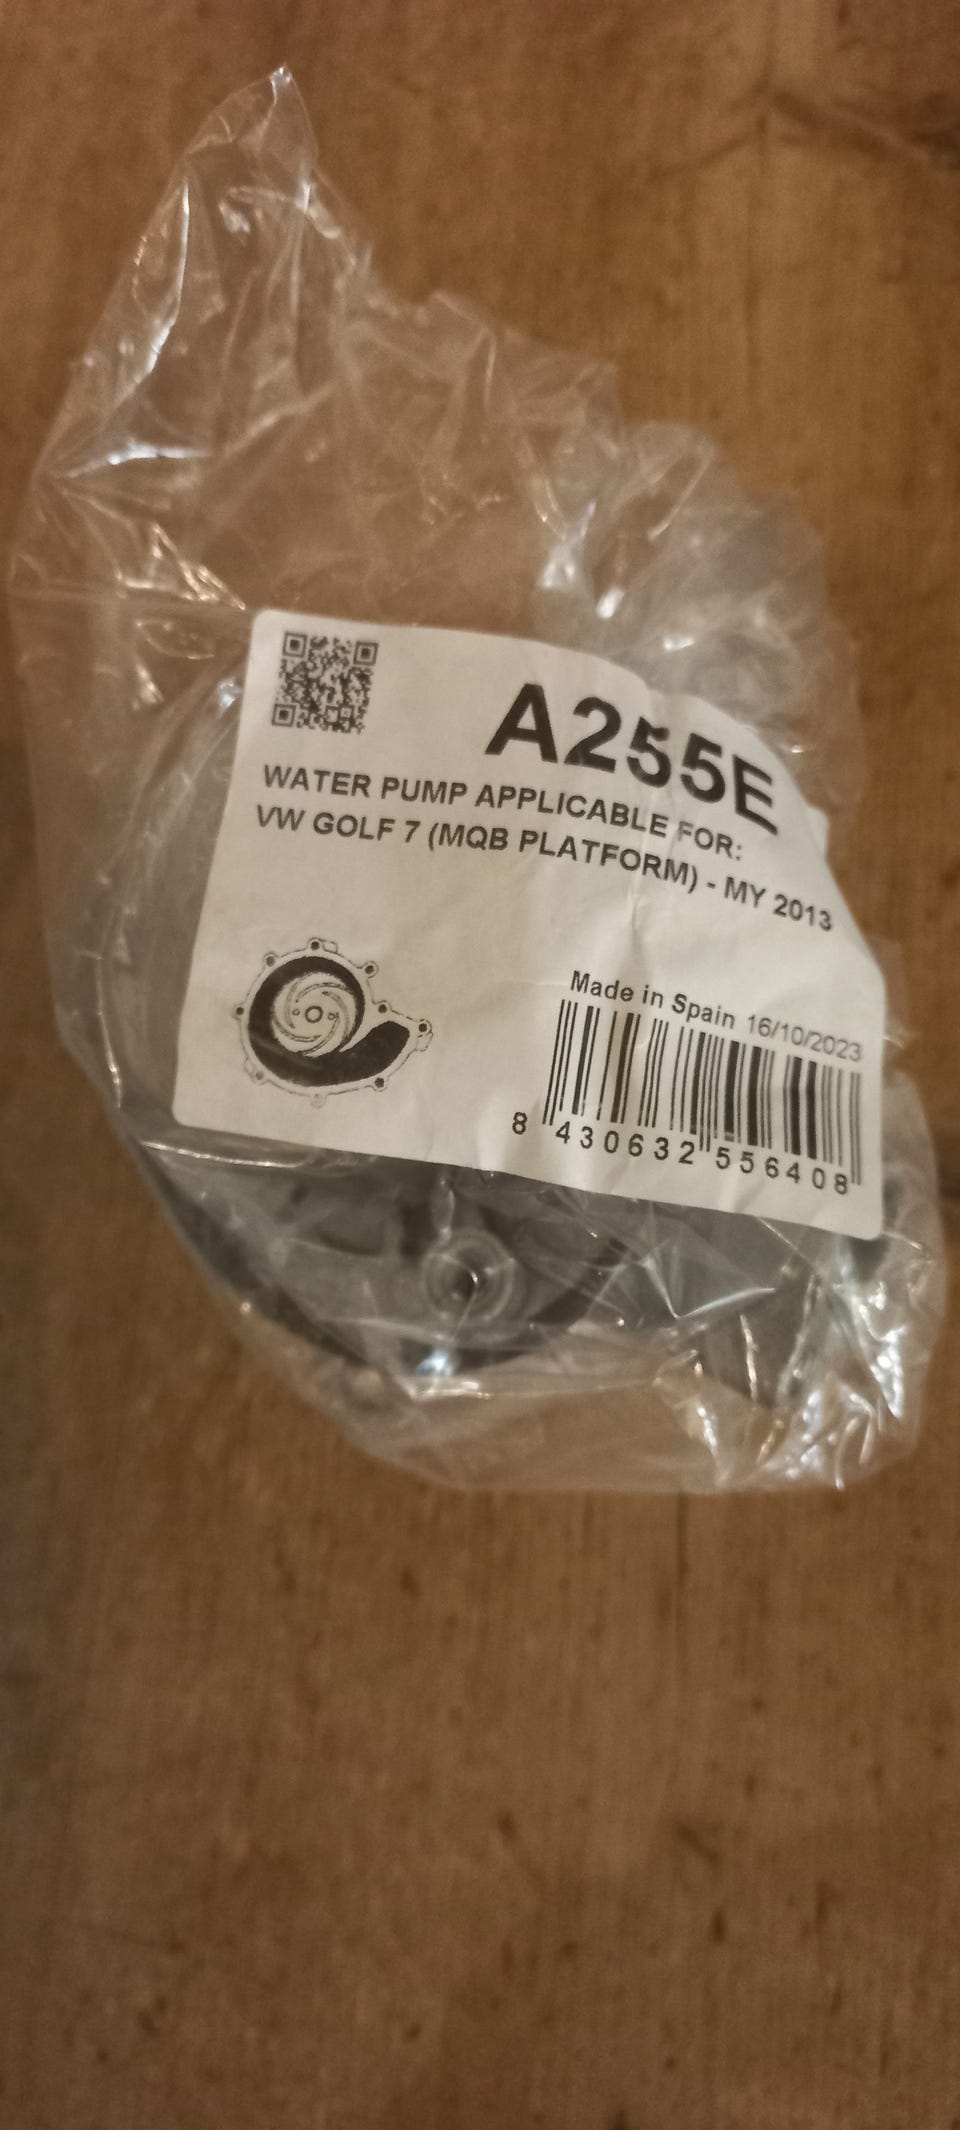 A255E
WATER PUMP APPLICABLE FOR:
VW GOLF 7 (MQB PLATFORM) - MY 2013
Made in Spain 16/10/2023
8 430632 556408